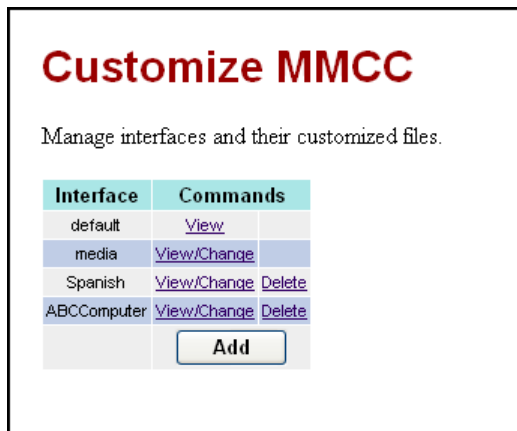 Customize MMCC
Manage interfaces and their customized files.
Interface Commands
default View
media View/Change
Spanish View/Change Delete
ABCComputer View/Change Delete
Add